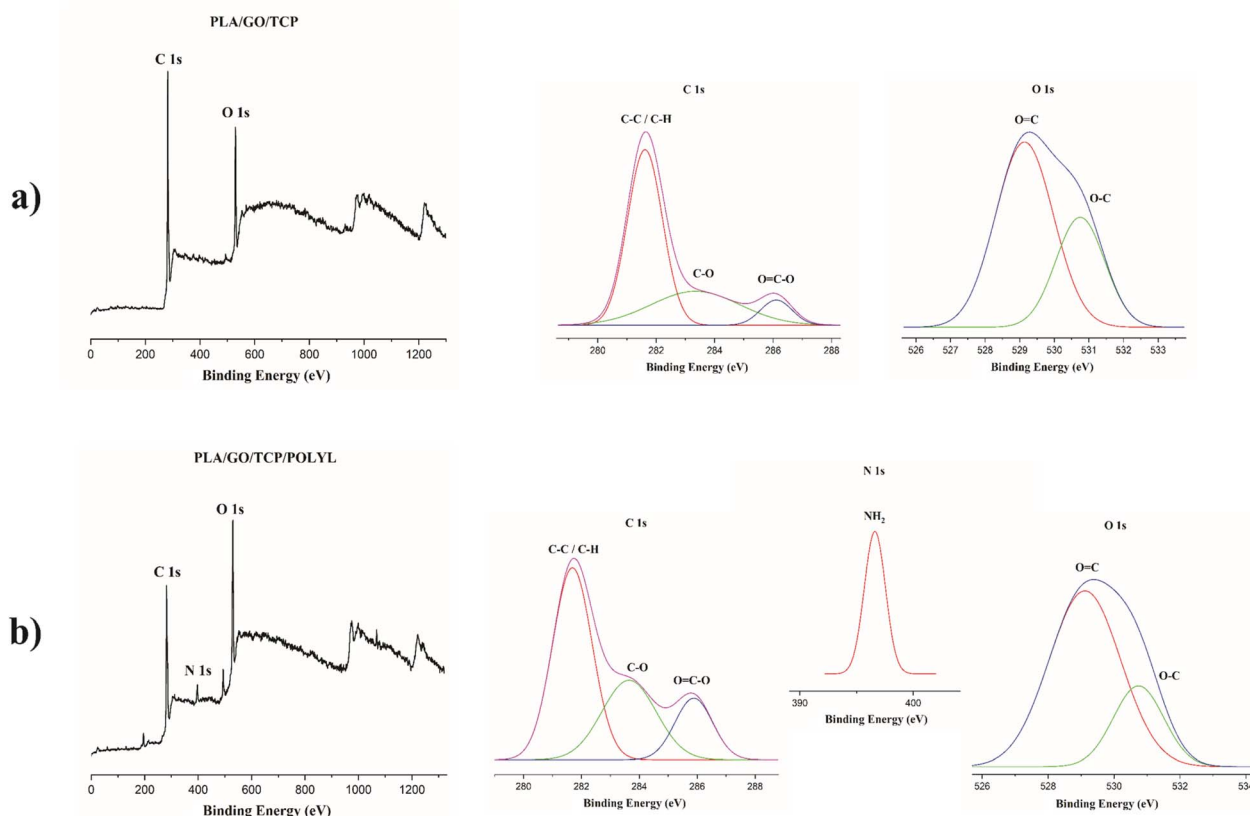 a)
PLA/GO/TCP
C 1s
O 1s
0 200 400 600 800 1000 1200
Binding Energy (eV)
C 1s
C-C / C-H
C-O
O=C-O
280 282 284 286 288
Binding Energy (eV)
O 1s
O=C
O-C
526 527 528 529 530 531 532 533
Binding Energy (eV)
b)
PLA/GO/TCP/POLYL
O 1s
C 1s
N 1s
0 200 400 600 800 1000 1200
Binding Energy (eV)
C 1s
C-C / C-H
C-O
O=C-O
280 282 284 286 288
Binding Energy (eV)
N 1s
NH₂
390 400
Binding Energy (eV)
O 1s
O=C
O-C
526 528 530 532 534
Binding Energy (eV)